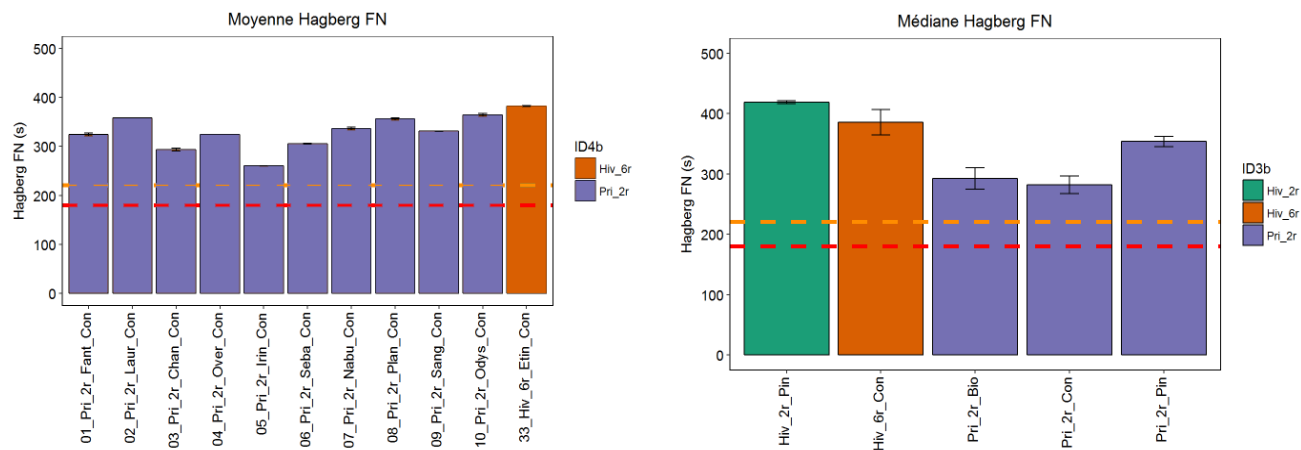 Moyenne Hagberg FN
Hagberg FN (s)
500
400
300
200
100
0
01_Pri_2r_Fant_Con
02_Pri_2r_Laur_Con
03_Pri_2r_Chan_Con
04_Pri_2r_Over_Con
05_Pri_2r_Irin_Con
06_Pri_2r_Seba_Con
07_Pri_2r_Nabu_Con
08_Pri_2r_Plan_Con
09_Pri_2r_Sang_Con
10_Pri_2r_Odys_Con
33_Hiv_6r_Etin_Con
ID4b
Hiv_6r
Pri_2r
Médiane Hagberg FN
Hagberg FN (s)
500
400
300
200
100
0
Hiv_2r_Pin
Hiv_6r_Con
Pri_2r_Bio
Pri_2r_Con
Pri_2r_Pin
ID3b
Hiv_2r
Hiv_6r
Pri_2r